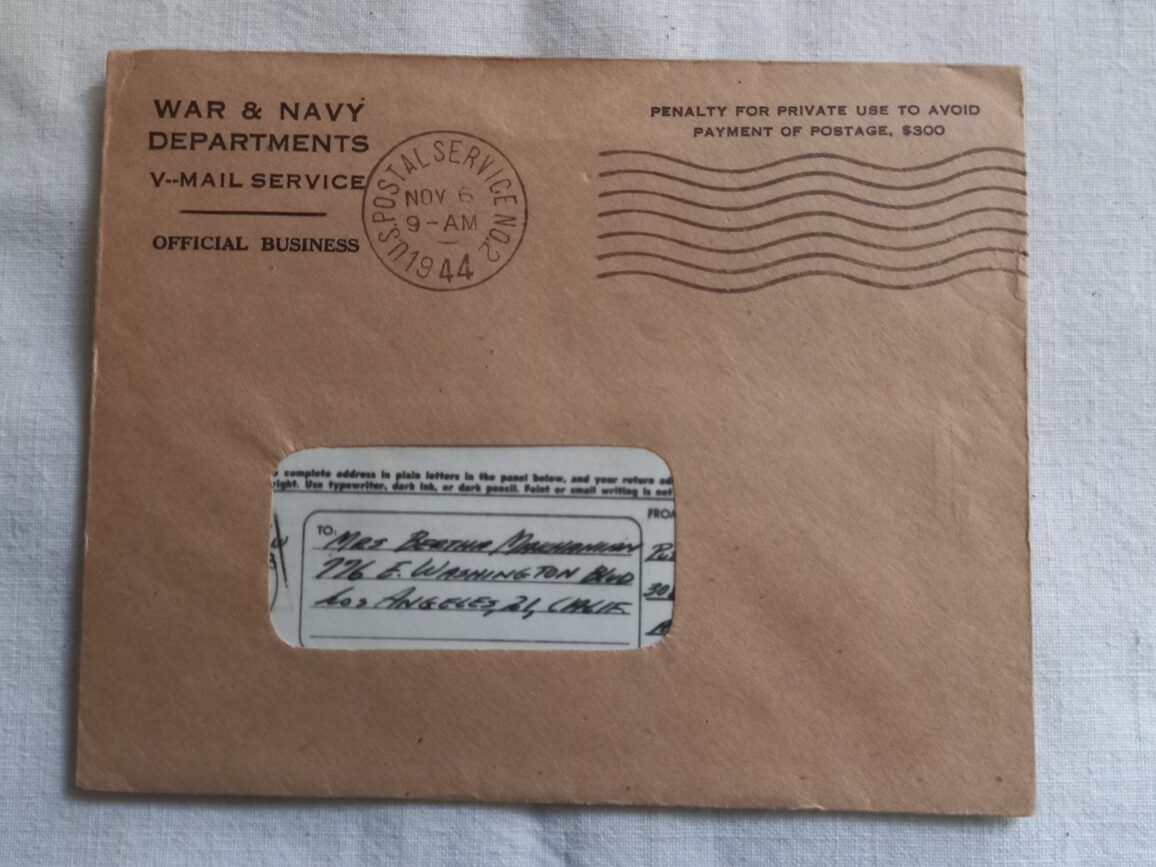 WAR & NAVY
DEPARTMENTS
V--MAIL SERVICE
OFFICIAL BUSINESS
U.S. POSTAL SERVICE NO. 2
NOV 6
9-AM
1944
PENALTY FOR PRIVATE USE TO AVOID
PAYMENT OF POSTAGE, $300
complete address in plain letters in the panel below, and your return ad
right. Use typewriter, dark ink, or dark pencil. Faint or small writing is not
TO:
FROM
MRS BERTHA
776 E. WASHINGTON BLVD
30
LOS ANGELES, 21, CALIF.